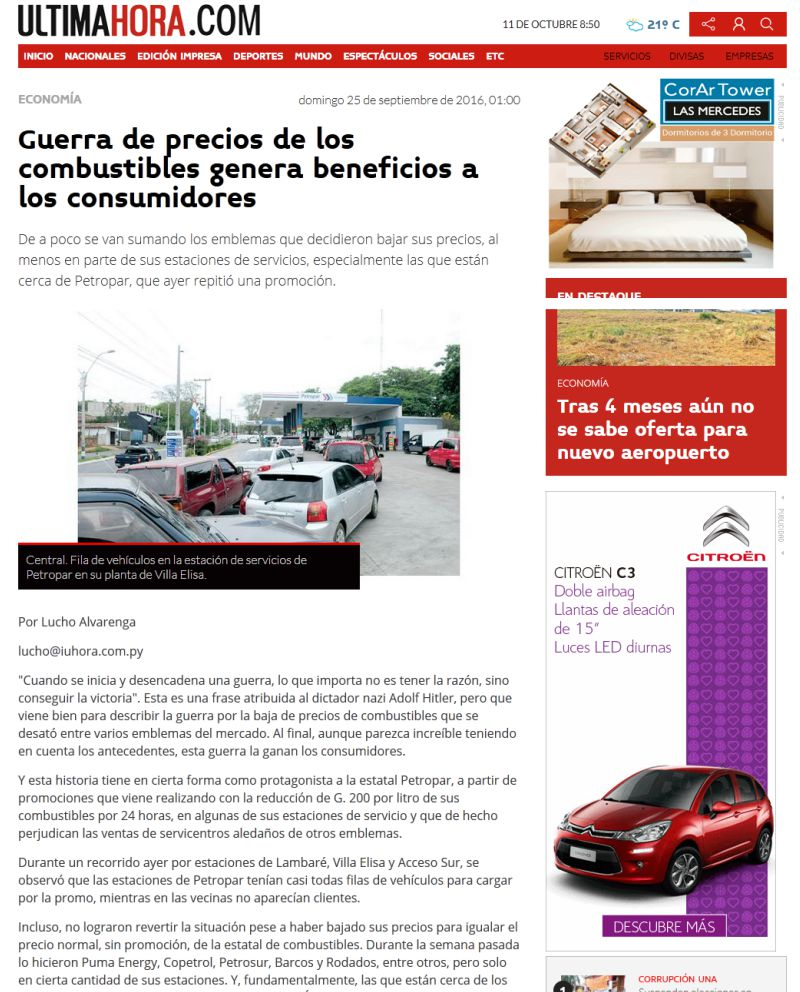 ULTIMAHORA.COM
11 DE OCTUBRE 8:50
21º C
INICIO NACIONALES EDICIÓN IMPRESA DEPORTES MUNDO ESPECTÁCULOS SOCIALES ETC
SERVICIOS DIVISAS EMPRESAS
ECONOMÍA
domingo 25 de septiembre de 2016, 01:00
Guerra de precios de los
combustibles genera beneficios a
los consumidores
De a poco se van sumando los emblemas que decidieron bajar sus precios, al
menos en parte de sus estaciones de servicios, especialmente las que están
cerca de Petropar, que ayer repitió una promoción.
Petropar
Central. Fila de vehículos en la estación de servicios de
Petropar en su planta de Villa Elisa.
Por Lucho Alvarenga
lucho@iuhora.com.py
"Cuando se inicia y desencadena una guerra, lo que importa no es tener la razón, sino
conseguir la victoria". Esta es una frase atribuida al dictador nazi Adolf Hitler, pero que
viene bien para describir la guerra por la baja de precios de combustibles que se
desató entre varios emblemas del mercado. Al final, aunque parezca increíble teniendo
en cuenta los antecedentes, esta guerra la ganan los consumidores.
Y esta historia tiene en cierta forma como protagonista a la estatal Petropar, a partir de
promociones que viene realizando con la reducción de G. 200 por litro de sus
combustibles por 24 horas, en algunas de sus estaciones de servicio y que de hecho
perjudican las ventas de servicentros aledaños de otros emblemas.
Durante un recorrido ayer por estaciones de Lambaré, Villa Elisa y Acceso Sur, se
observó que las estaciones de Petropar tenían casi todas filas de vehículos para cargar
por la promo, mientras en las vecinas no aparecían clientes.
Incluso, no lograron revertir la situación pese a haber bajado sus precios para igualar el
precio normal, sin promoción, de la estatal de combustibles. Durante la semana pasada
lo hicieron Puma Energy, Copetrol, Petrosur, Barcos y Rodados, entre otros, pero solo
en cierta cantidad de sus estaciones. Y, fundamentalmente, las que están cerca de los
CorAr Tower
LAS MERCEDES
Dormitorios de 3 Dormitorio
PUBLICIDAD
EN DESTAQUE
ECONOMÍA
Tras 4 meses aún no
se sabe oferta para
nuevo aeropuerto
PUBLICIDAD
CITROËN
CITROËN C3
Doble airbag
Llantas de aleación
de 15"
Luces LED diurnas
DESCUBRE MÁS
1
CORRUPCIÓN UNA
Suspenden elecciones en